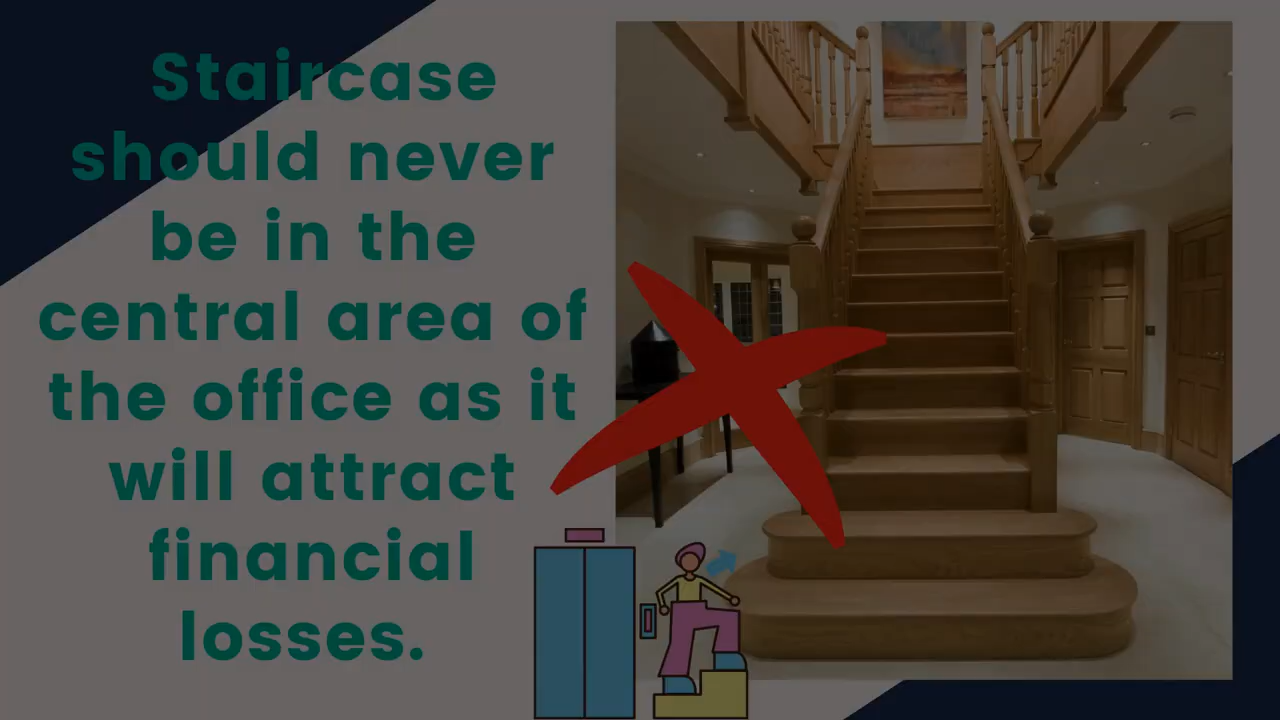 Staircase
should never
be in the
central area of
the office as it
will attract
financial
losses.